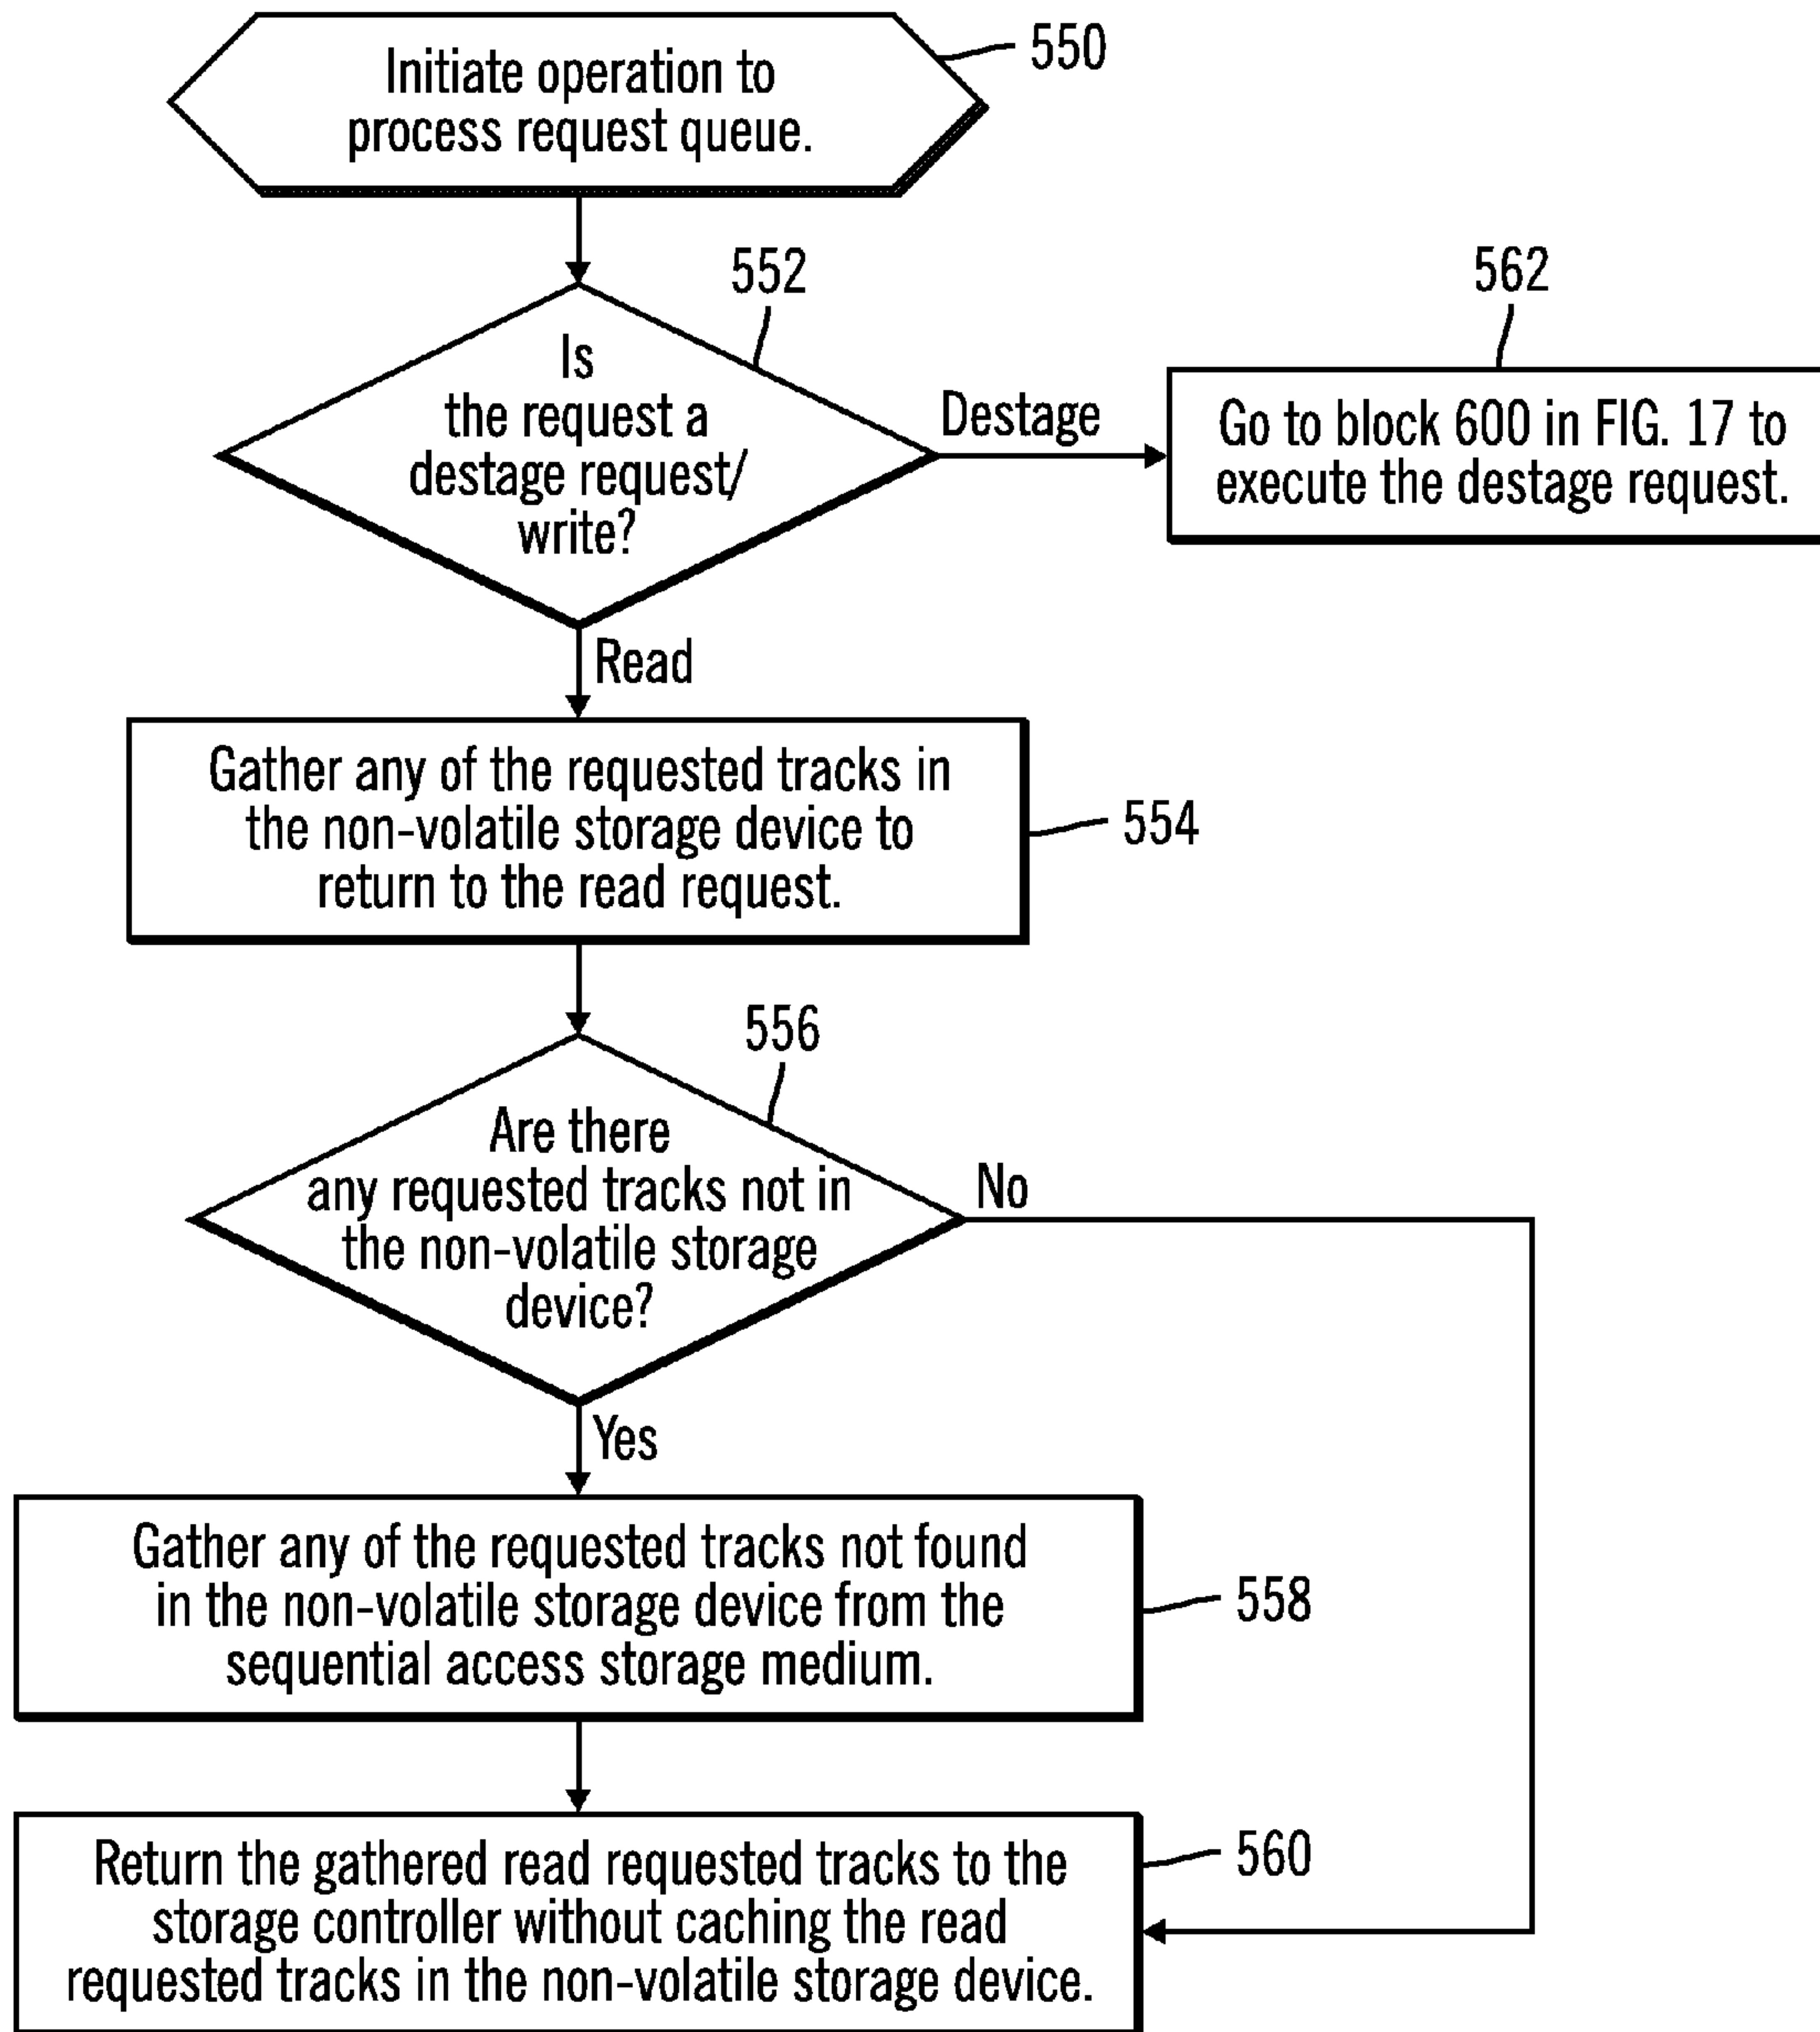 Initiate operation to
process request queue.
550
552
Is
the request a
destage request/
write?
Destage
562
Go to block 600 in FIG. 17 to
execute the destage request.
Read
Gather any of the requested tracks in
the non-volatile storage device to
return to the read request.
554
556
Are there
any requested tracks not in
the non-volatile storage
device?
No
Yes
Gather any of the requested tracks not found
in the non-volatile storage device from the
sequential access storage medium.
558
Return the gathered read requested tracks to the
storage controller without caching the read
requested tracks in the non-volatile storage device.
560